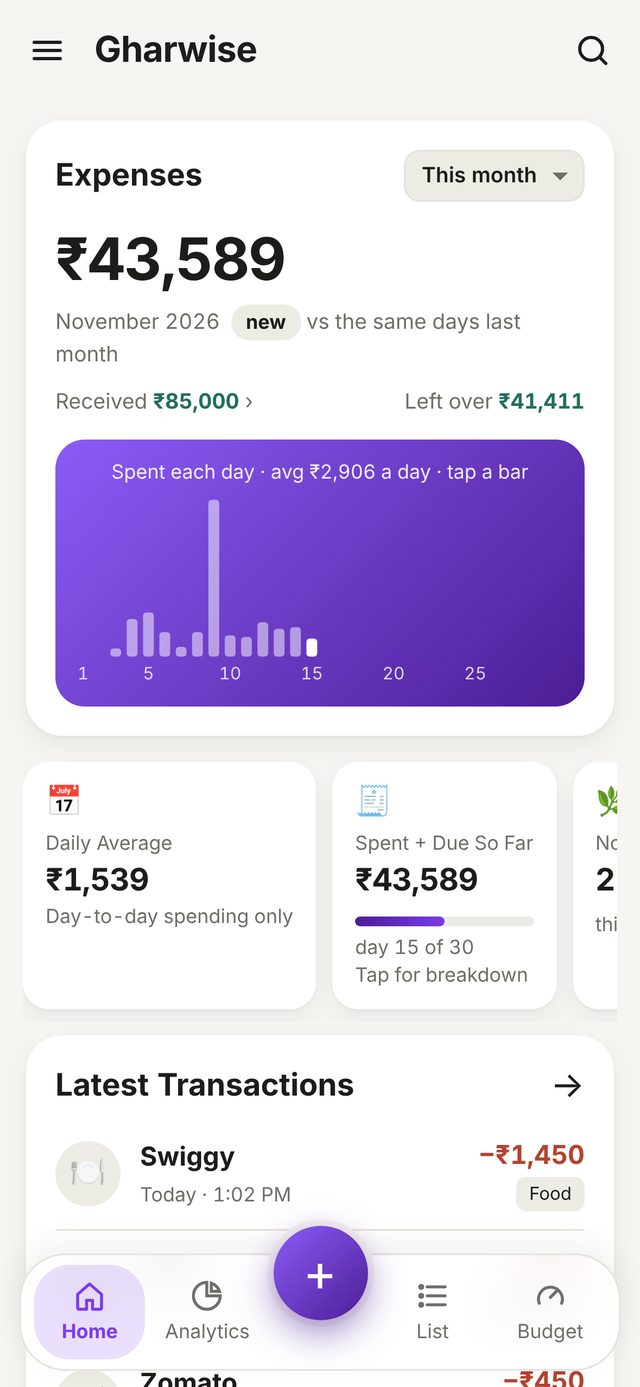 Gharwise
Expenses
This month
₹43,589
November 2026 new vs the same days last
month
Received ₹85,000 ›
Left over ₹41,411
Spent each day · avg ₹2,906 a day · tap a bar
1 5 10 15 20 25
July
17
Daily Average
₹1,539
Day-to-day spending only
Spent + Due So Far
₹43,589
day 15 of 30
Tap for breakdown
2
Latest Transactions
Swiggy
−₹1,450
Today · 1:02 PM
Food
+
Home
Analytics
List
Budget
Zomato
−₹450